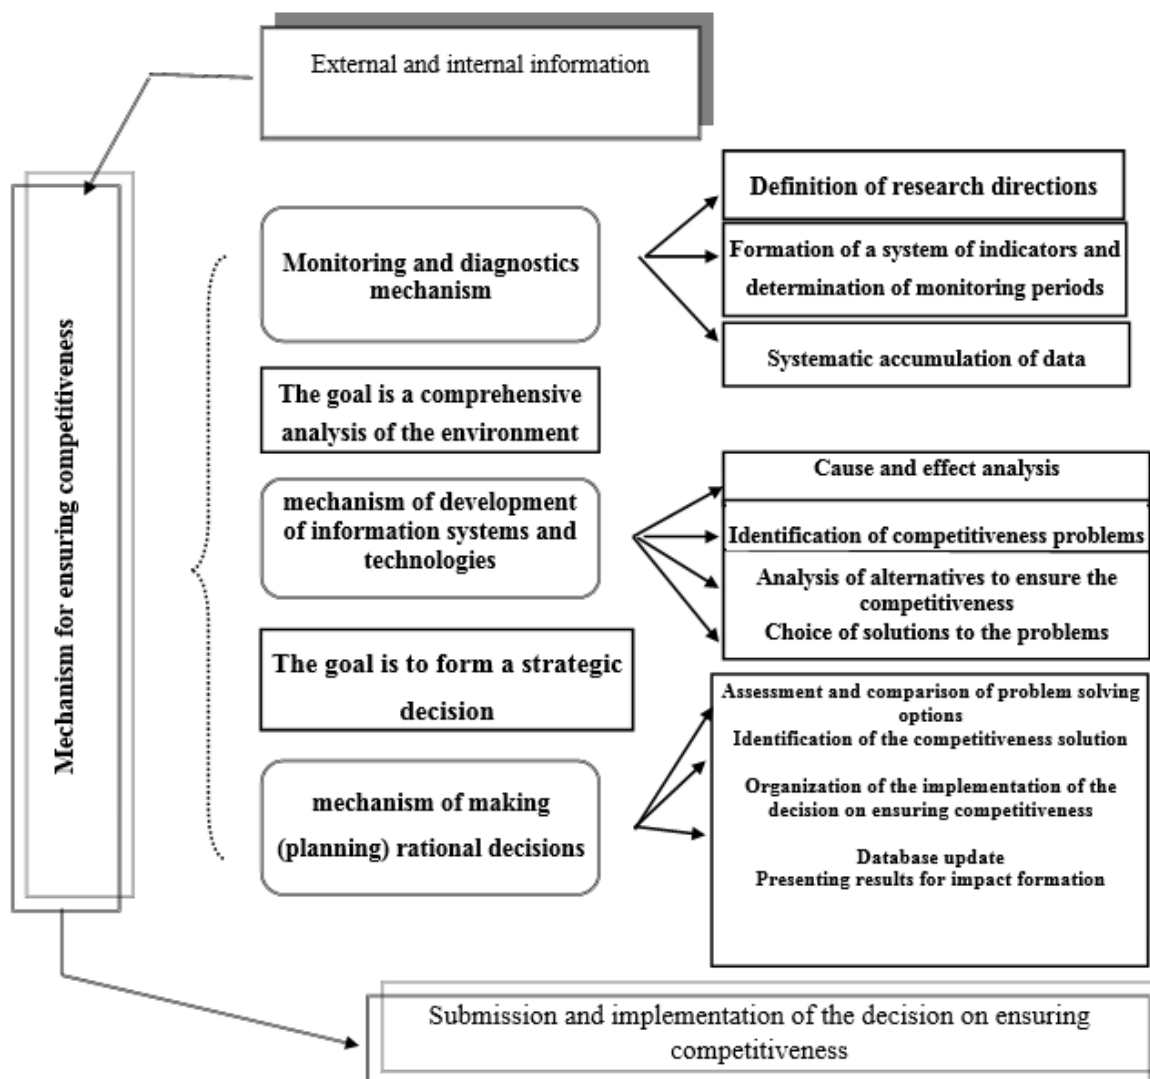 External and internal information
Mechanism for ensuring competitiveness
Monitoring and diagnostics
mechanism
Definition of research directions
Formation of a system of indicators and
determination of monitoring periods
Systematic accumulation of data
The goal is a comprehensive
analysis of the environment
mechanism of development
of information systems and
technologies
Cause and effect analysis
Identification of competitiveness problems
Analysis of alternatives to ensure the
competitiveness
Choice of solutions to the problems
The goal is to form a strategic
decision
mechanism of making
(planning) rational decisions
Assessment and comparison of problem solving
options
Identification of the competitiveness solution
Organization of the implementation of the
decision on ensuring competitiveness
Database update
Presenting results for impact formation
Submission and implementation of the decision on ensuring
competitiveness